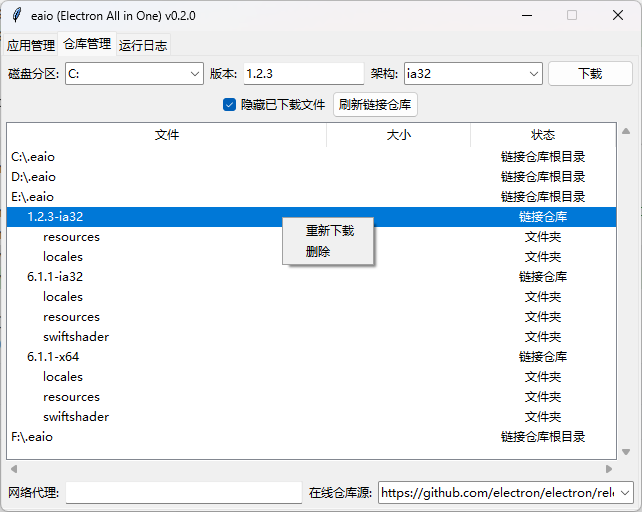 eaio (Electron All in One) v0.2.0
应用管理 仓库管理 运行日志
磁盘分区: C: 版本: 1.2.3 架构: ia32 下载
隐藏已下载文件 刷新链接仓库
文件 大小 状态
C:\.eaio 链接仓库根目录
D:\.eaio 链接仓库根目录
E:\.eaio 链接仓库根目录
1.2.3-ia32 链接仓库
重新下载
resources 文件夹
删除
locales 文件夹
6.1.1-ia32 链接仓库
locales 文件夹
resources 文件夹
swiftshader 文件夹
6.1.1-x64 链接仓库
locales 文件夹
resources 文件夹
swiftshader 文件夹
F:\.eaio 链接仓库根目录
网络代理: 在线仓库源: https://github.com/electron/electron/rele